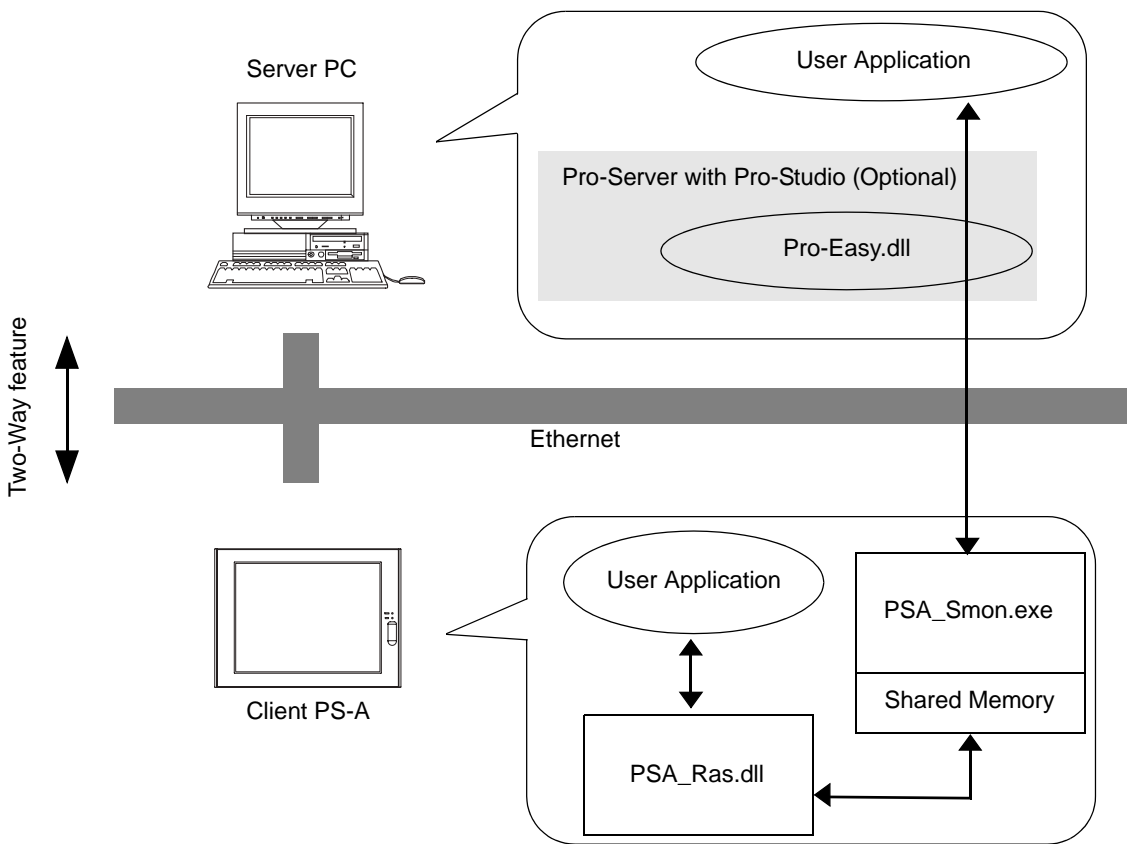 Server PC
User Application
Pro-Server with Pro-Studio (Optional)
Pro-Easy.dll
Two-Way feature
Ethernet
User Application
PSA_Smon.exe
Shared Memory
Client PS-A
PSA_Ras.dll